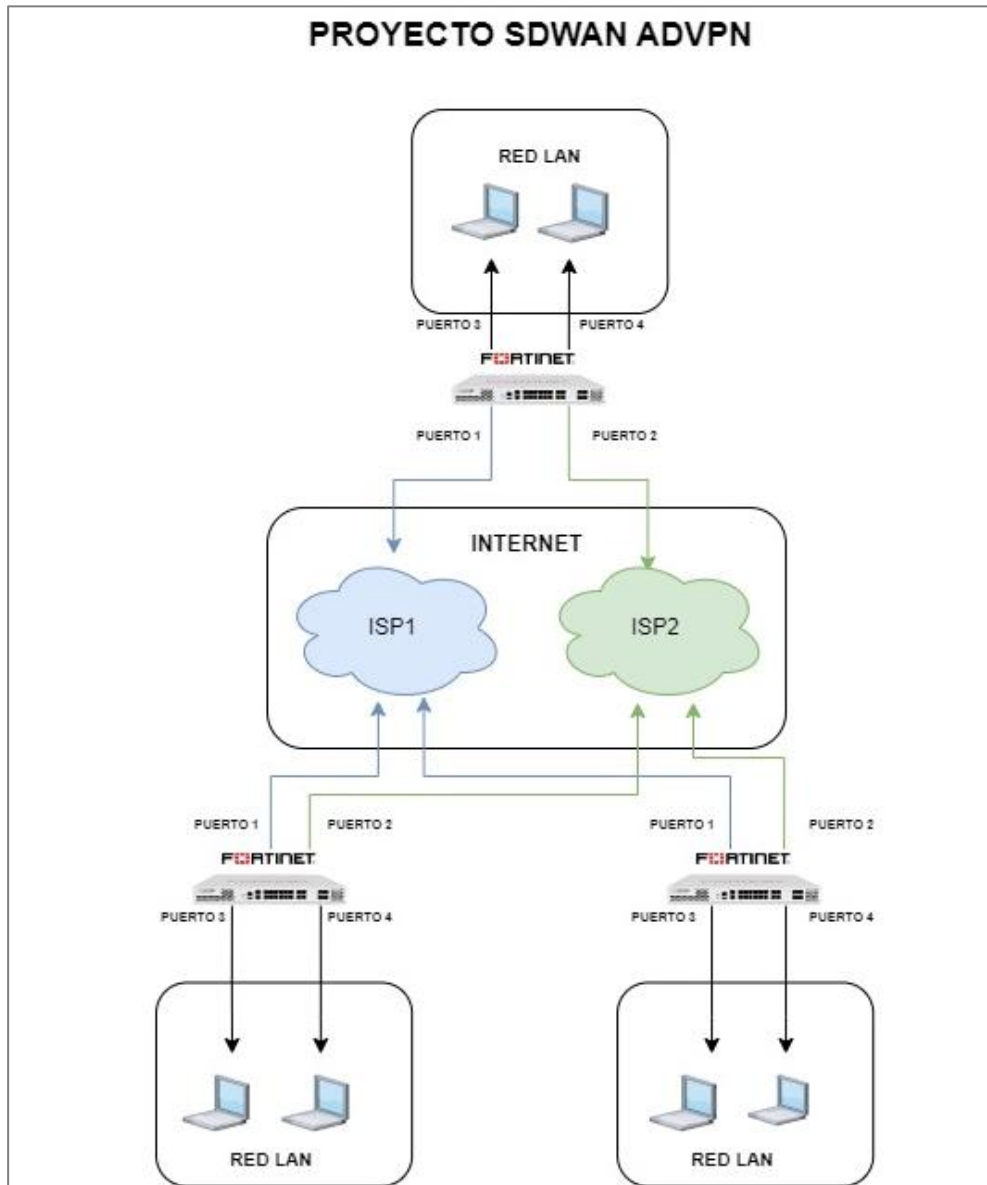 PROYECTO SDWAN ADVPN
RED LAN
PUERTO 3
PUERTO 4
FORTINET
PUERTO 1
PUERTO 2
INTERNET
ISP1
ISP2
PUERTO 1
PUERTO 2
FORTINET
PUERTO 3
PUERTO 4
RED LAN
PUERTO 1
PUERTO 2
FORTINET
PUERTO 3
PUERTO 4
RED LAN